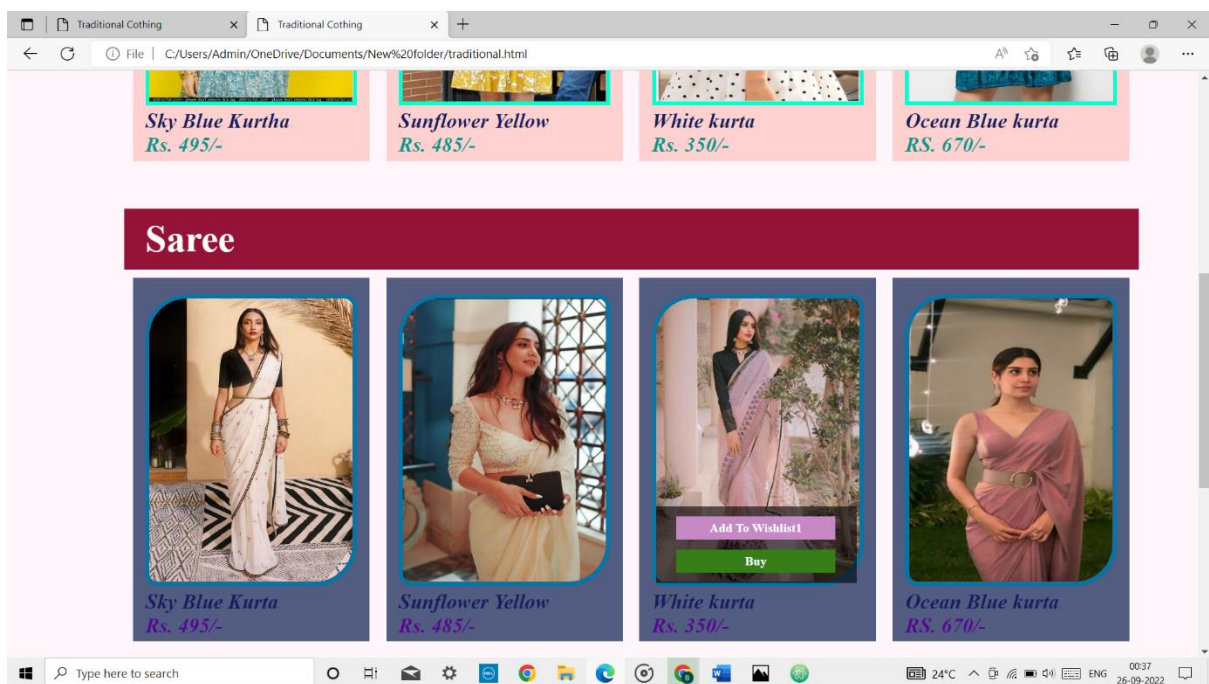 Traditional Cothing
Traditional Cothing
File
C:/Users/Admin/OneDrive/Documents/New%20folder/traditional.html
Sky Blue Kurtha
Rs. 495/-
Sunflower Yellow
Rs. 485/-
White kurta
Rs. 350/-
Ocean Blue kurta
RS. 670/-
Saree
Add To Wishlist1
Buy
Sky Blue Kurta
Rs. 495/-
Sunflower Yellow
Rs. 485/-
White kurta
Rs. 350/-
Ocean Blue kurta
RS. 670/-
Type here to search
24°C
ENG
00:37
26-09-2022